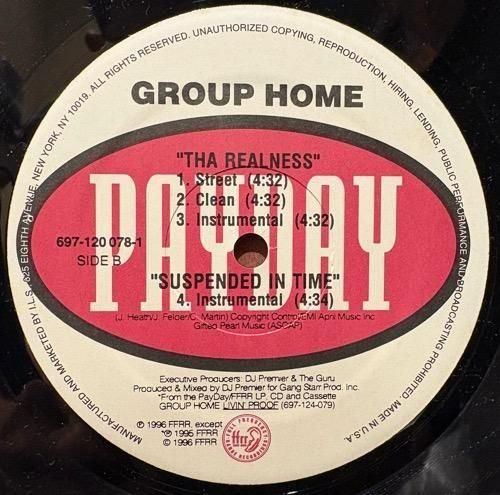 ALL RIGHTS RESERVED. UNAUTHORIZED COPYING, REPRODUCTION, HIRING, LENDING, PUBLIC PERFORMANCE AND BROADCASTING PROHIBITED. MADE IN U.S.A.
MANUFACTURED AND MARKETED BY I.L.S. 825 EIGHTH AVENUE, NEW YORK, NY 10019.
GROUP HOME
PAYDAY
"THA REALNESS"
1. Street (4:32)
2. Clean (4:32)
3. Instrumental (4:32)
697-120 078-1
SIDE B
"SUSPENDED IN TIME"
4. Instrumental (4:34)
(J. Heath/J. Felder/C. Martin) Copyright Control/EMI April Music Inc
Gifted Pearl Music (ASCAP)
Executive Producers: DJ Premier & The Guru
Produced & Mixed by DJ Premier for Gang Starr Prod. Inc.
*From the PayDay/FFRR LP, CD and Cassette
GROUP HOME LIVIN' PROOF (697-124-079)
℗ 1996 FFRR, except
*℗ 1995 FFRR
© 1996 FFRR
ffrr
FULL FREQUENCY RANGE RECORDINGS